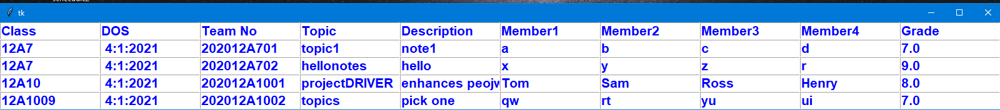 tk
Class DOS Team No Topic Description Member1 Member2 Member3 Member4 Grade
12A7 4:1:2021 202012A701 topic1 note1 a b c d 7.0
12A7 4:1:2021 202012A702 hellonotes hello x y z r 9.0
12A10 4:1:2021 202012A1001 projectDRIVER enhances peojw Tom Sam Ross Henry 8.0
12A1009 4:1:2021 202012A1002 topics pick one qw rt yu ui 7.0